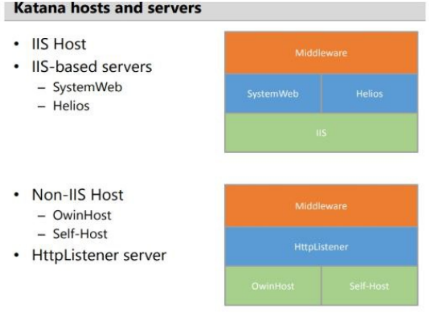 Katana hosts and servers
• IIS Host
• IIS-based servers
– SystemWeb
– Helios
Middleware
SystemWeb
Helios
IIS
• Non-IIS Host
– OwinHost
– Self-Host
• HttpListener server
Middleware
HttpListener
OwinHost
Self-Host